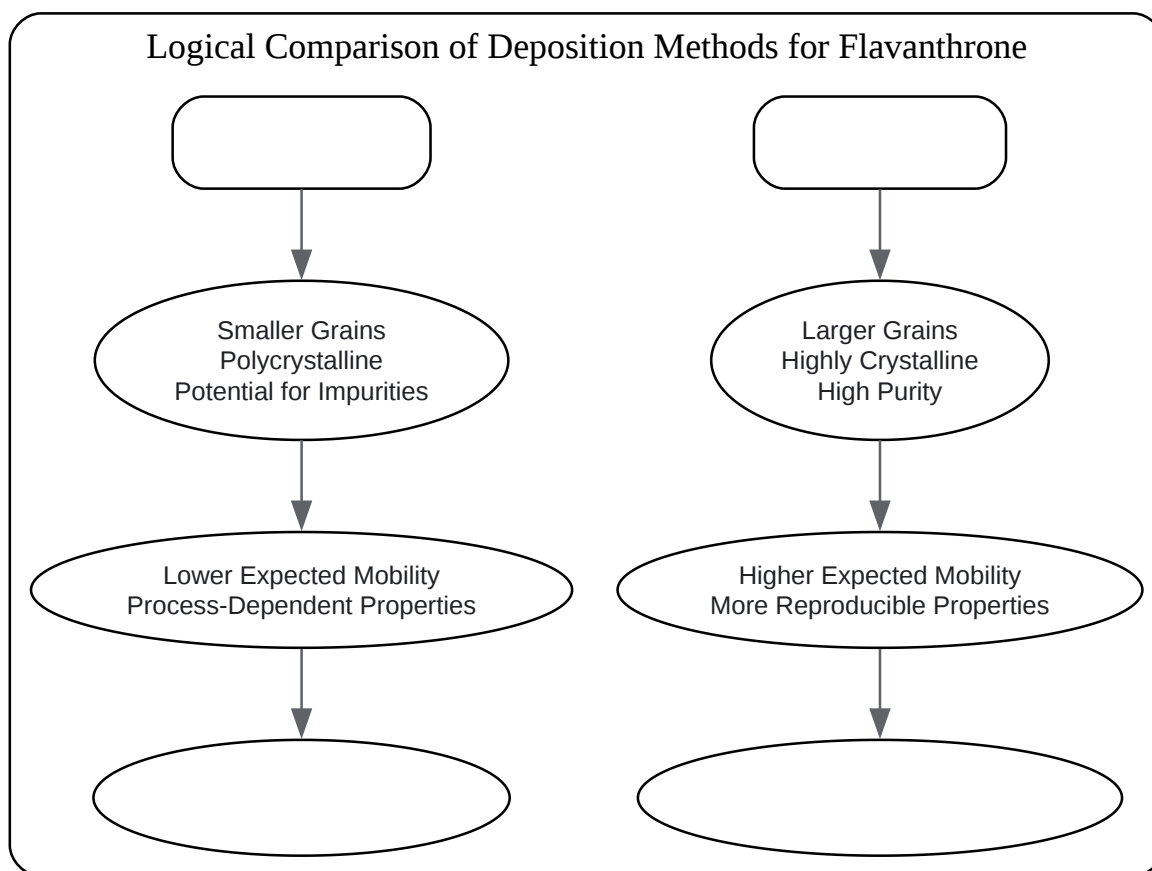 Logical Comparison of Deposition Methods for Flavanthrone
Smaller Grains
Polycrystalline
Potential for Impurities
Larger Grains
Highly Crystalline
High Purity
Lower Expected Mobility
Process-Dependent Properties
Higher Expected Mobility
More Reproducible Properties